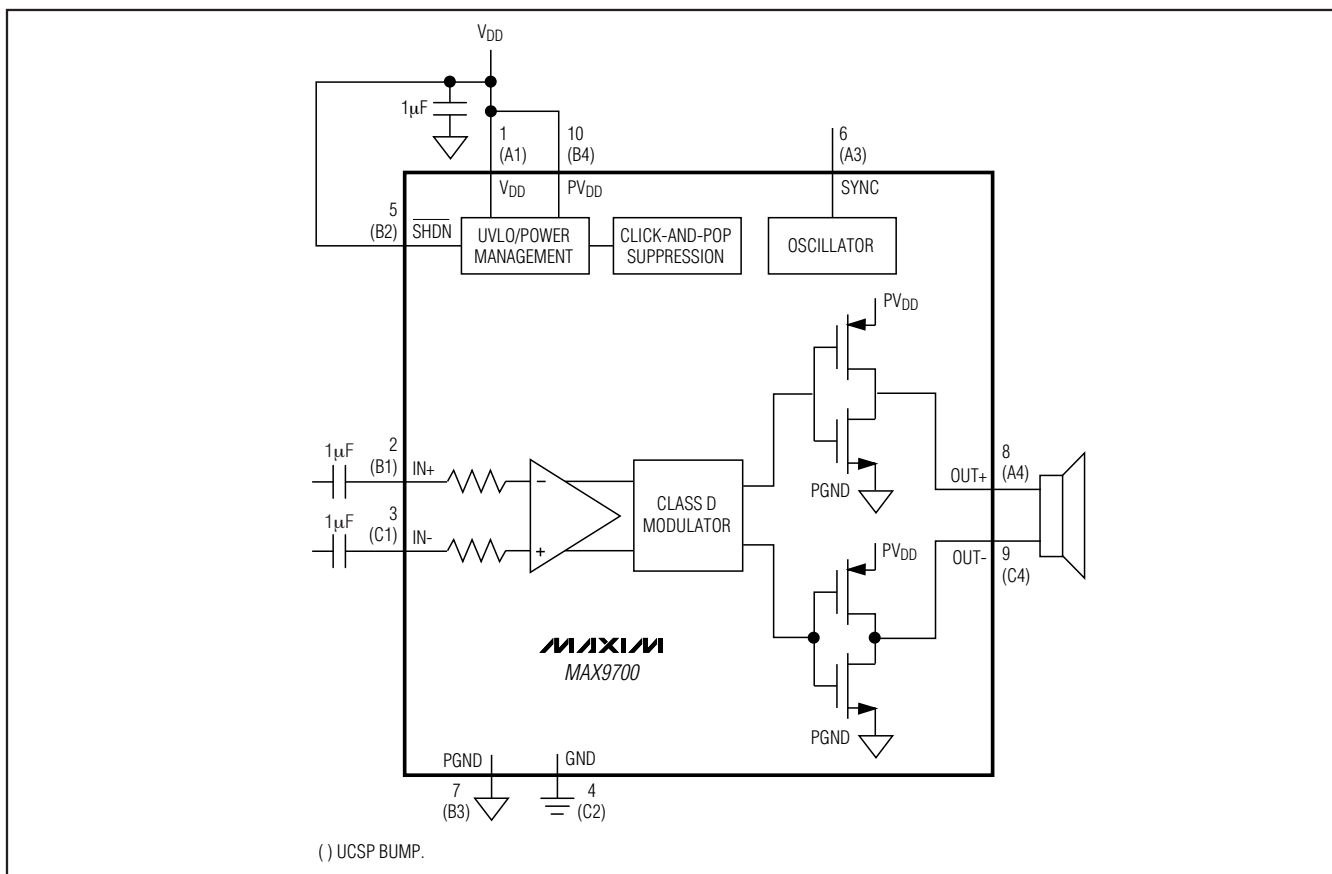 VDD
1μF
1
(A1)
10
(B4)
6
(A3)
VDD
PVDD
SYNC
5
(B2)
SHDN
UVLO/POWER
MANAGEMENT
CLICK-AND-POP
SUPPRESSION
OSCILLATOR
PVDD
1μF
2
(B1)
IN+
−
CLASS D
MODULATOR
PGND
OUT+
8
(A4)
1μF
3
(C1)
IN-
+
PVDD
OUT-
9
(C4)
MAXIM
MAX9700
PGND
PGND
GND
7
(B3)
4
(C2)
( ) UCSP BUMP.